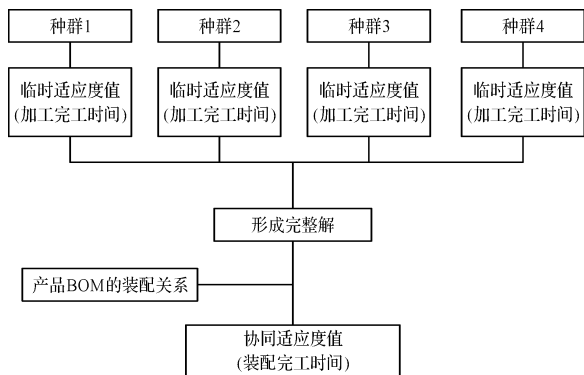 种群1
种群2
种群3
种群4
临时适应度值
(加工完工时间)
临时适应度值
(加工完工时间)
临时适应度值
(加工完工时间)
临时适应度值
(加工完工时间)
形成完整解
产品BOM的装配关系
协同适应度值
(装配完工时间)